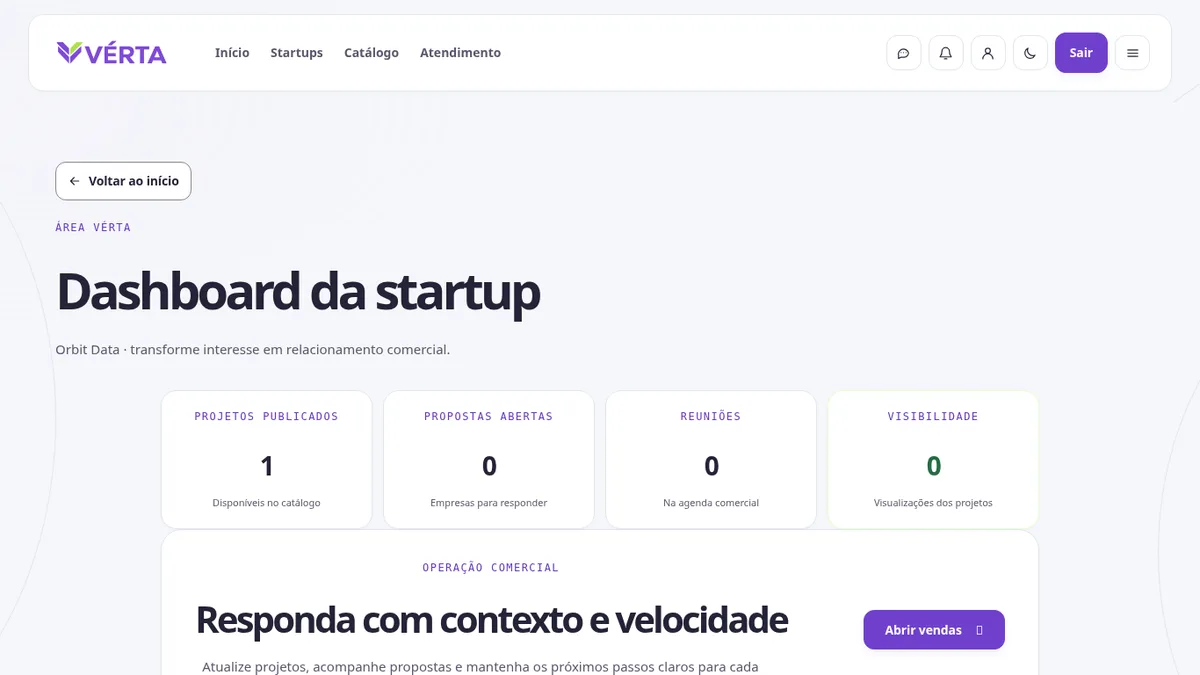 VÉRTA
Início Startups Catálogo Atendimento
Sair
Voltar ao início
ÁREA VÉRTA
Dashboard da startup
Orbit Data · transforme interesse em relacionamento comercial.
PROJETOS PUBLICADOS
1
Disponíveis no catálogo
PROPOSTAS ABERTAS
0
Empresas para responder
REUNIÕES
0
Na agenda comercial
VISIBILIDADE
0
Visualizações dos projetos
OPERAÇÃO COMERCIAL
Responda com contexto e velocidade
Atualize projetos, acompanhe propostas e mantenha os próximos passos claros para cada
Abrir vendas